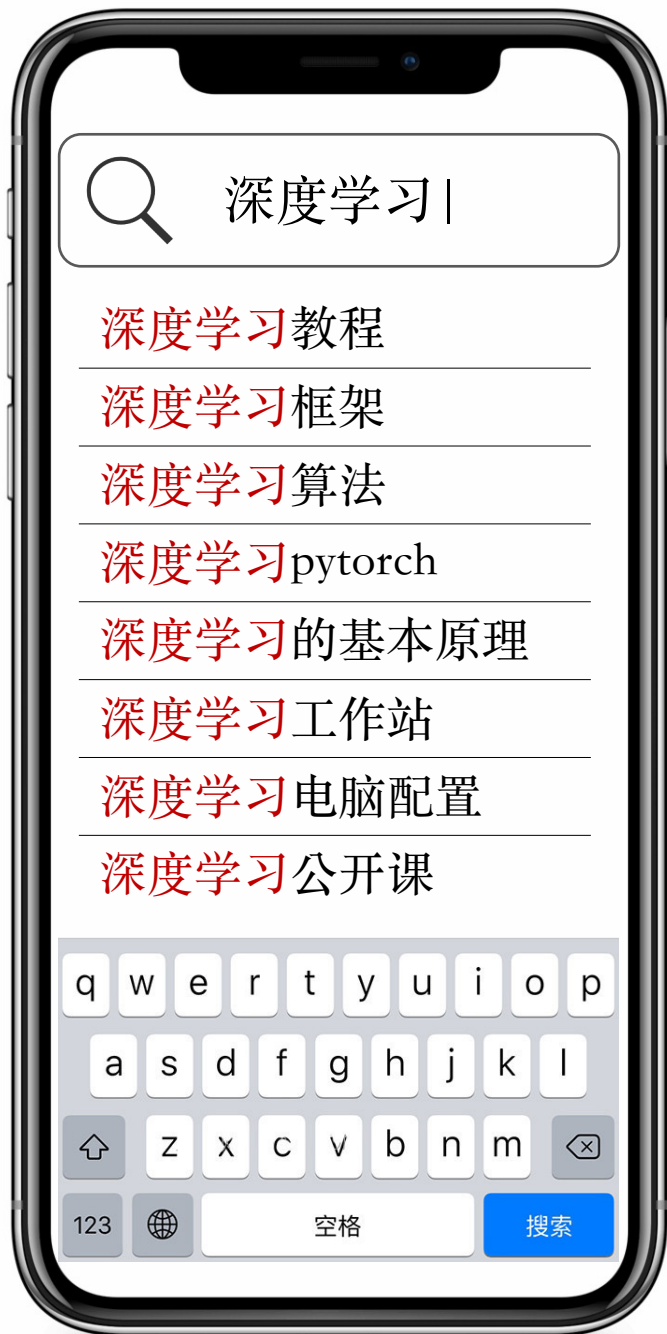 深度学习
深度学习教程
深度学习框架
深度学习算法
深度学习pytorch
深度学习的基本原理
深度学习工作站
深度学习电脑配置
深度学习公开课
q w e r t y u i o p
a s d f g h j k l
z x c v b n m
123 空格 搜索